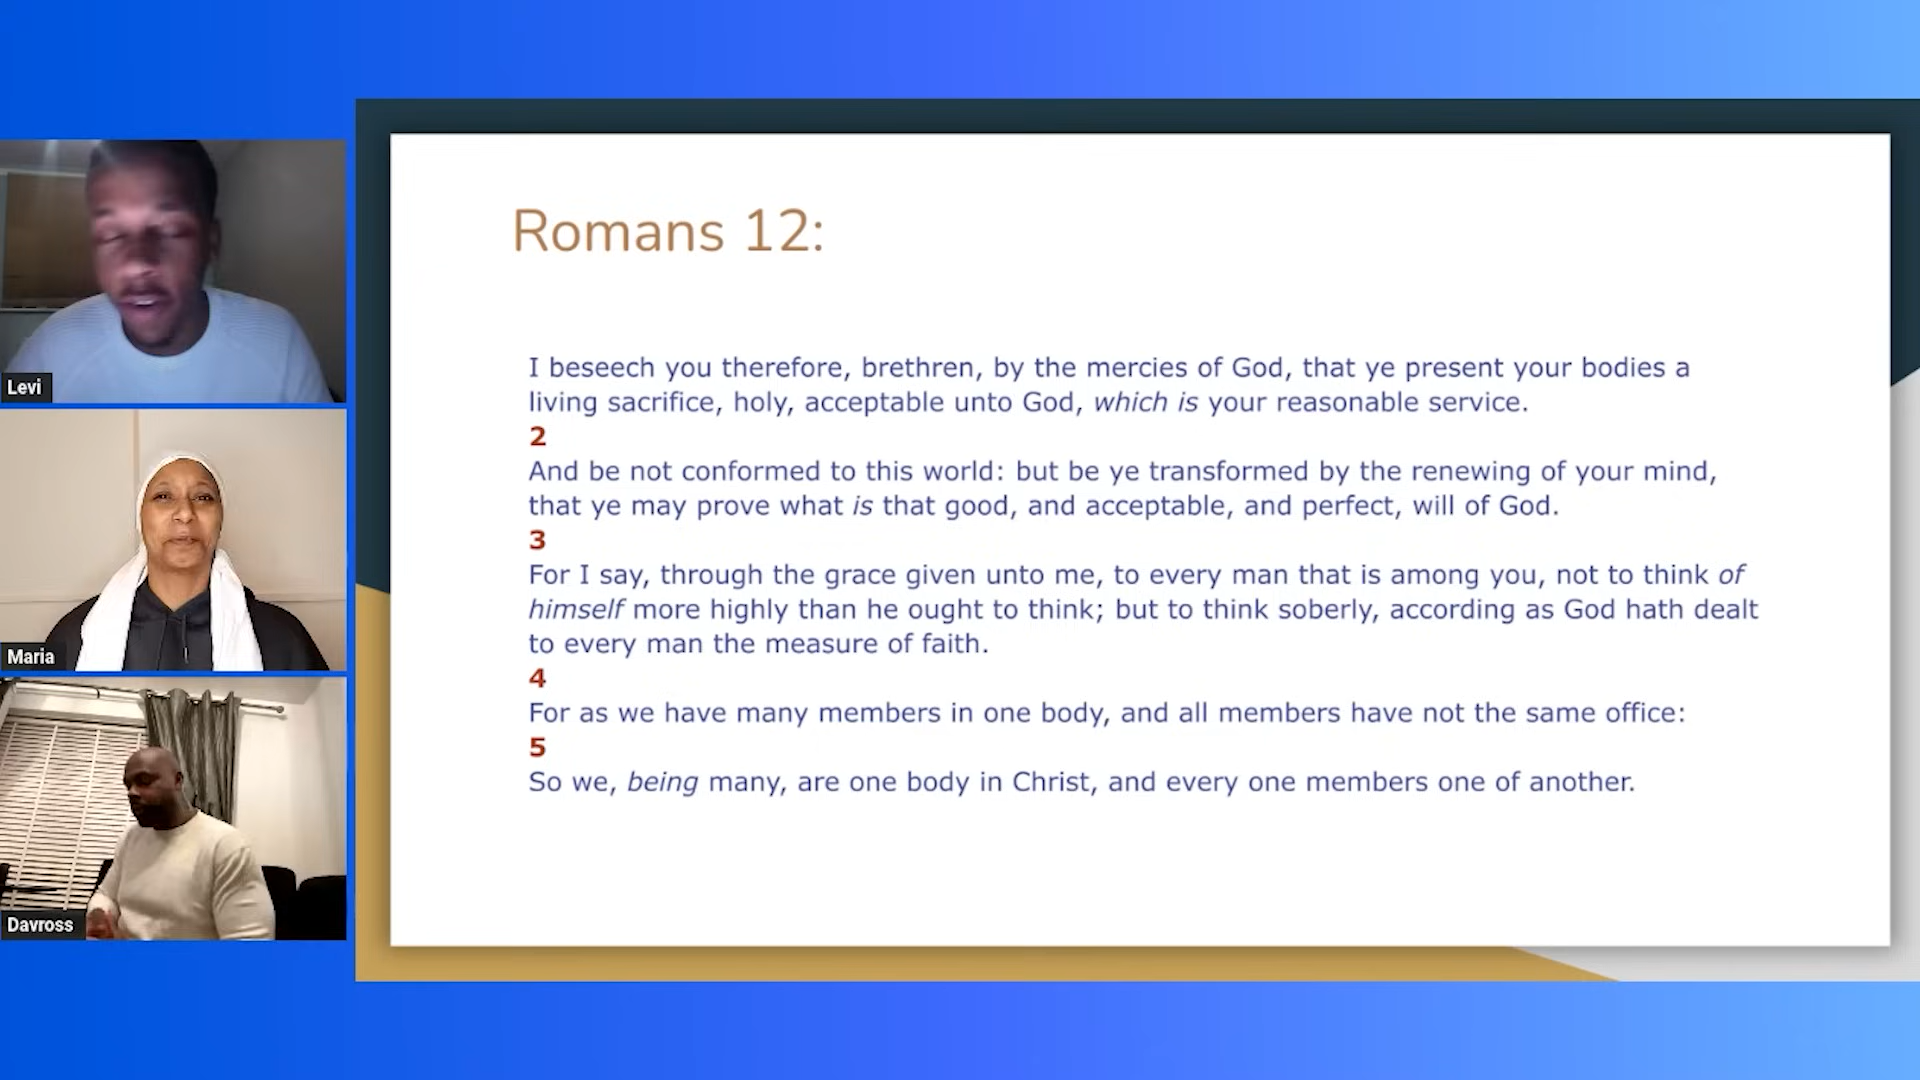 Levi
Maria
Davross
Romans 12:
I beseech you therefore, brethren, by the mercies of God, that ye present your bodies a
living sacrifice, holy, acceptable unto God, which is your reasonable service.
2
And be not conformed to this world: but be ye transformed by the renewing of your mind,
that ye may prove what is that good, and acceptable, and perfect, will of God.
3
For I say, through the grace given unto me, to every man that is among you, not to think of
himself more highly than he ought to think; but to think soberly, according as God hath dealt
to every man the measure of faith.
4
For as we have many members in one body, and all members have not the same office:
5
So we, being many, are one body in Christ, and every one members one of another.